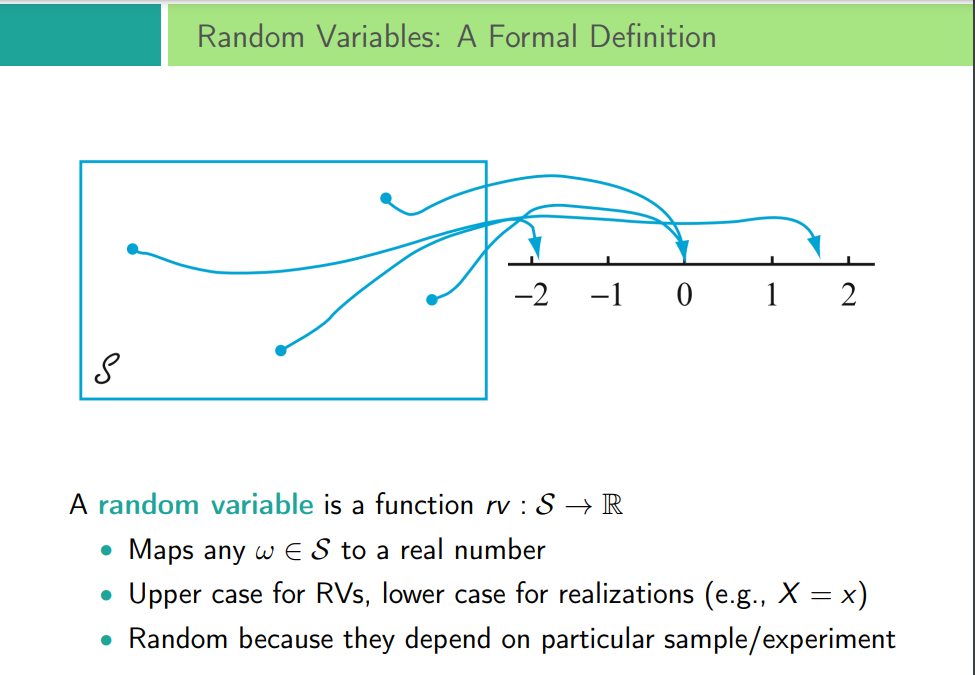 Random Variables: A Formal Definition
𝒮
–2 –1 0 1 2
A random variable is a function rv : 𝒮 → ℝ
• Maps any ω ∈ 𝒮 to a real number
• Upper case for RVs, lower case for realizations (e.g., X = x)
• Random because they depend on particular sample/experiment